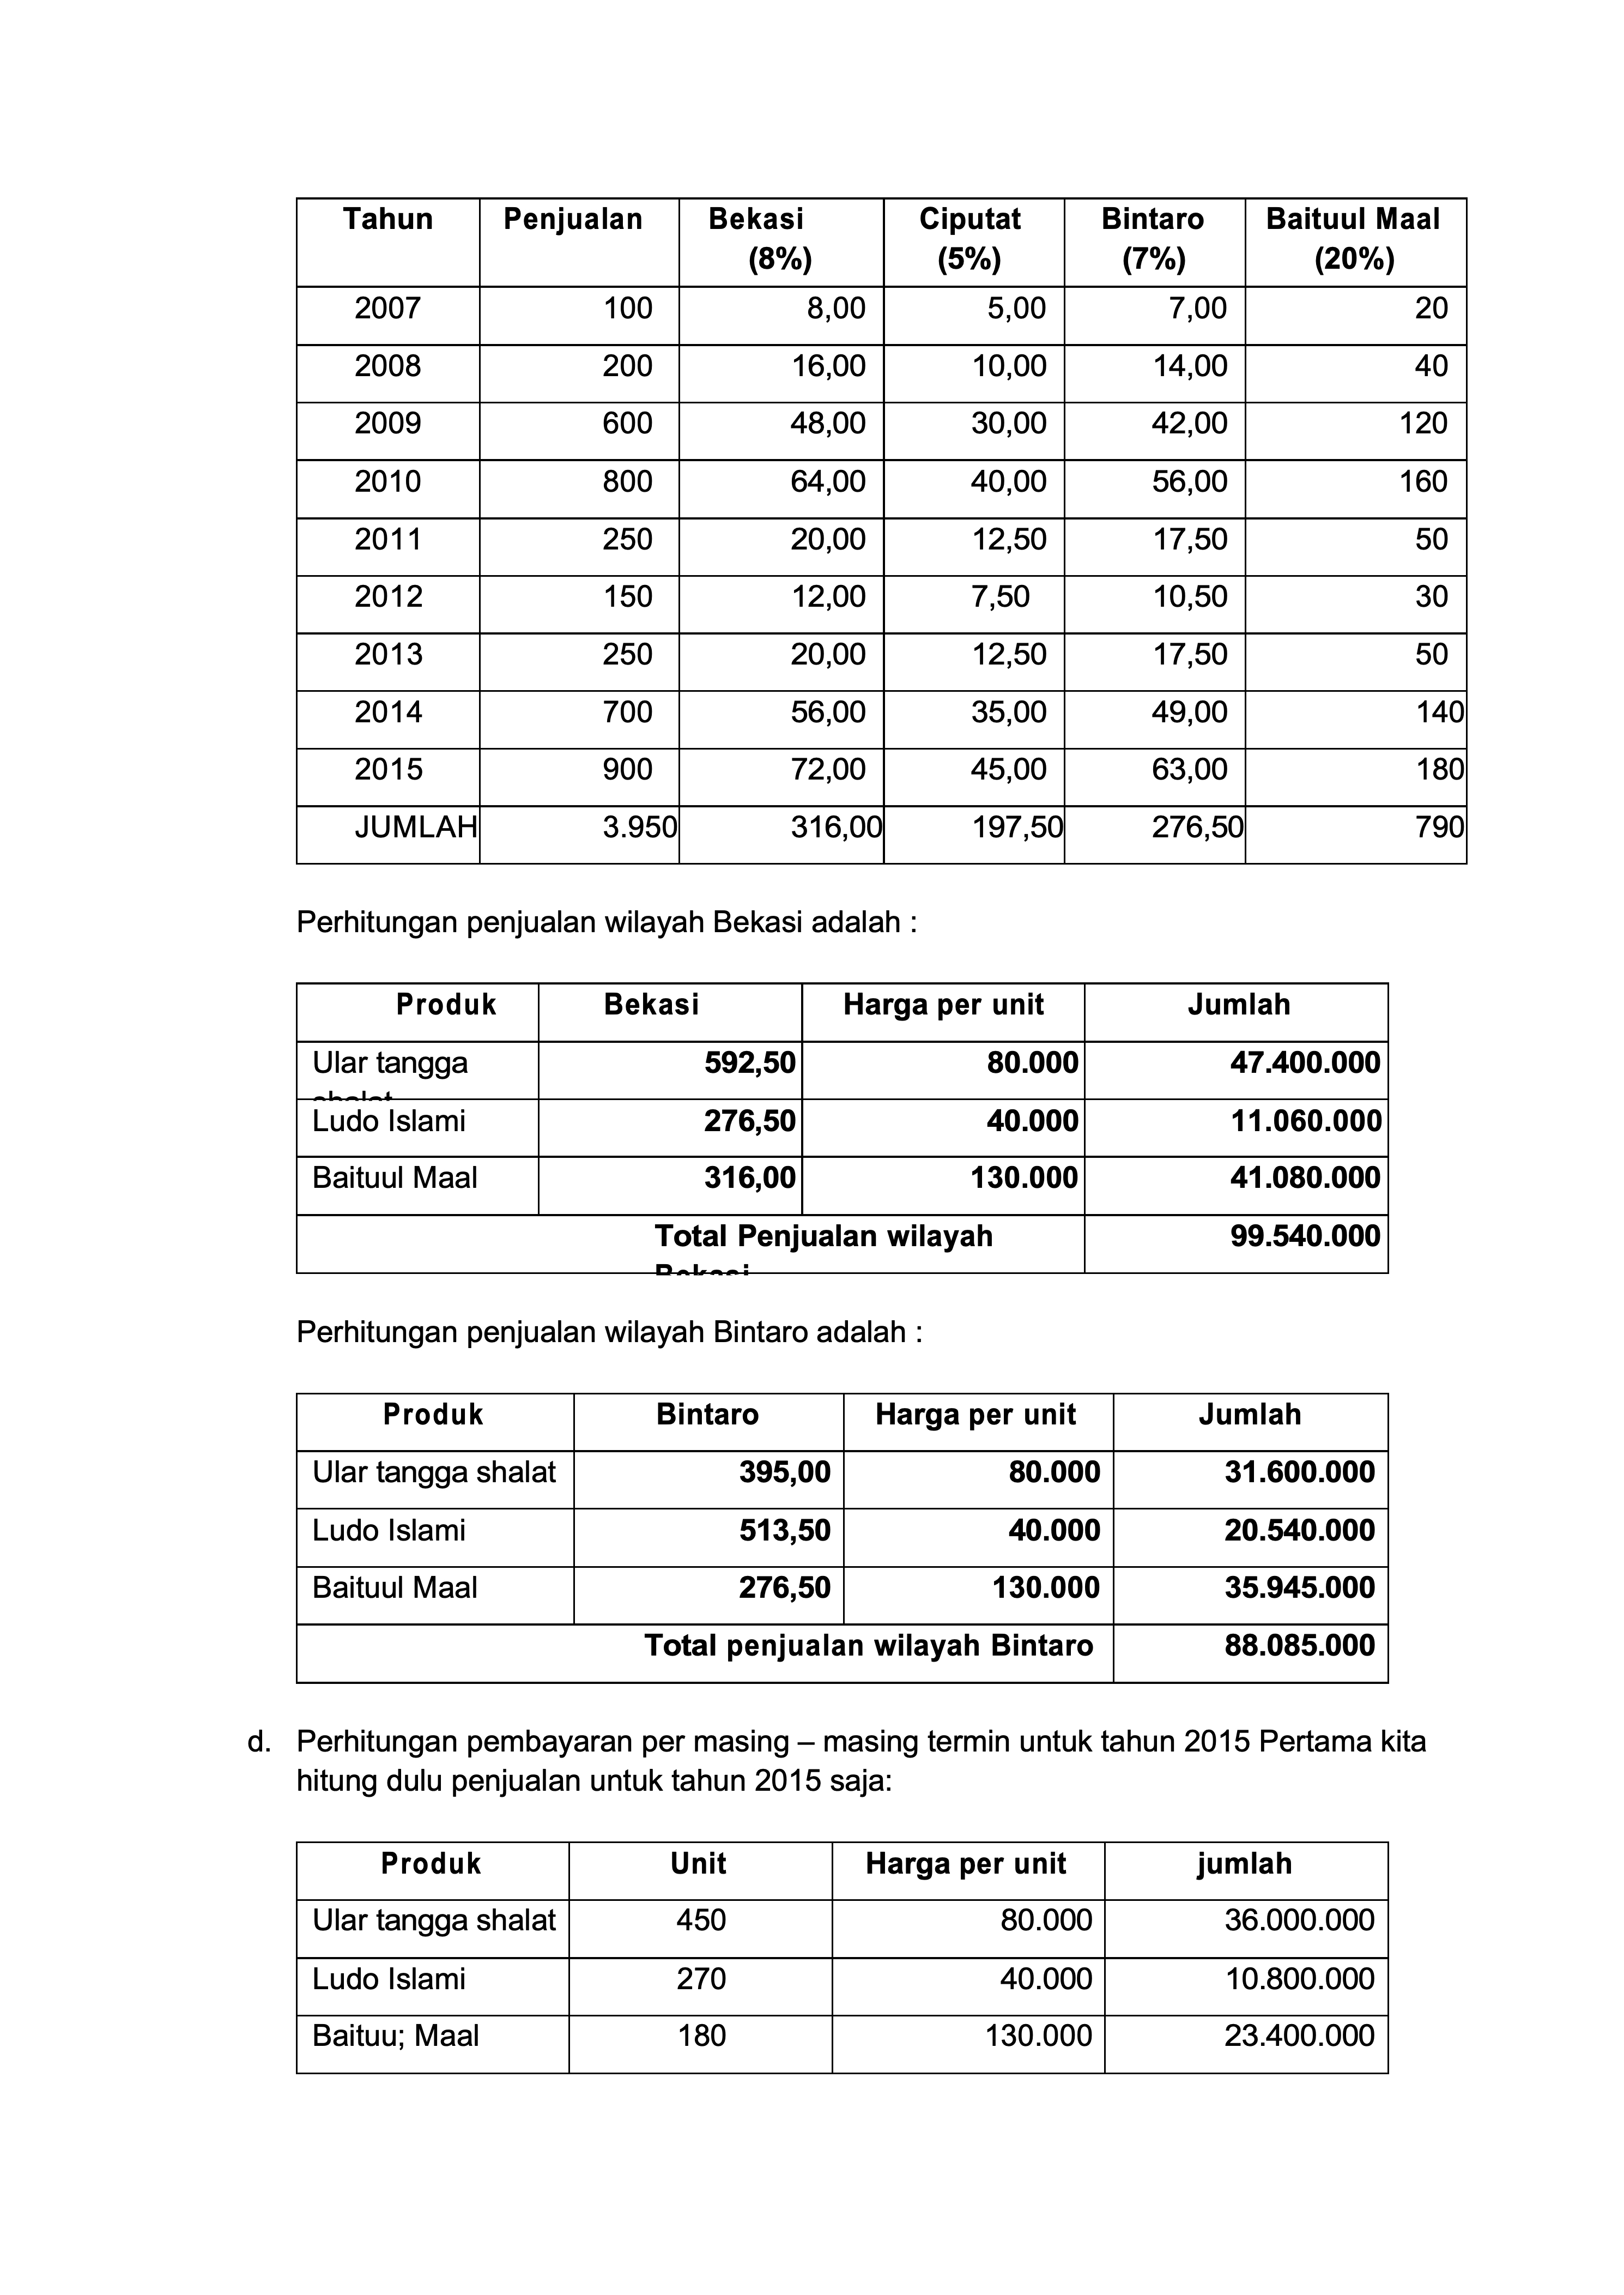 Tahun Penjualan Bekasi Ciputat Bintaro Baituul Maal
(8%) (5%) (7%) (20%)
2007 100 8,00 5,00 7,00 20
2008 200 16,00 10,00 14,00 40
2009 600 48,00 30,00 42,00 120
2010 800 64,00 40,00 56,00 160
2011 250 20,00 12,50 17,50 50
2012 150 12,00 7,50 10,50 30
2013 250 20,00 12,50 17,50 50
2014 700 56,00 35,00 49,00 140
2015 900 72,00 45,00 63,00 180
JUMLAH 3.950 316,00 197,50 276,50 790
Perhitungan penjualan wilayah Bekasi adalah :
Produk Bekasi Harga per unit Jumlah
Ular tangga 592,50 80.000 47.400.000
shalat
Ludo Islami 276,50 40.000 11.060.000
Baituul Maal 316,00 130.000 41.080.000
Total Penjualan wilayah 99.540.000
Bekasi
Perhitungan penjualan wilayah Bintaro adalah :
Produk Bintaro Harga per unit Jumlah
Ular tangga shalat 395,00 80.000 31.600.000
Ludo Islami 513,50 40.000 20.540.000
Baituul Maal 276,50 130.000 35.945.000
Total penjualan wilayah Bintaro 88.085.000
d. Perhitungan pembayaran per masing – masing termin untuk tahun 2015 Pertama kita
hitung dulu penjualan untuk tahun 2015 saja:
Produk Unit Harga per unit jumlah
Ular tangga shalat 450 80.000 36.000.000
Ludo Islami 270 40.000 10.800.000
Baituu; Maal 180 130.000 23.400.000